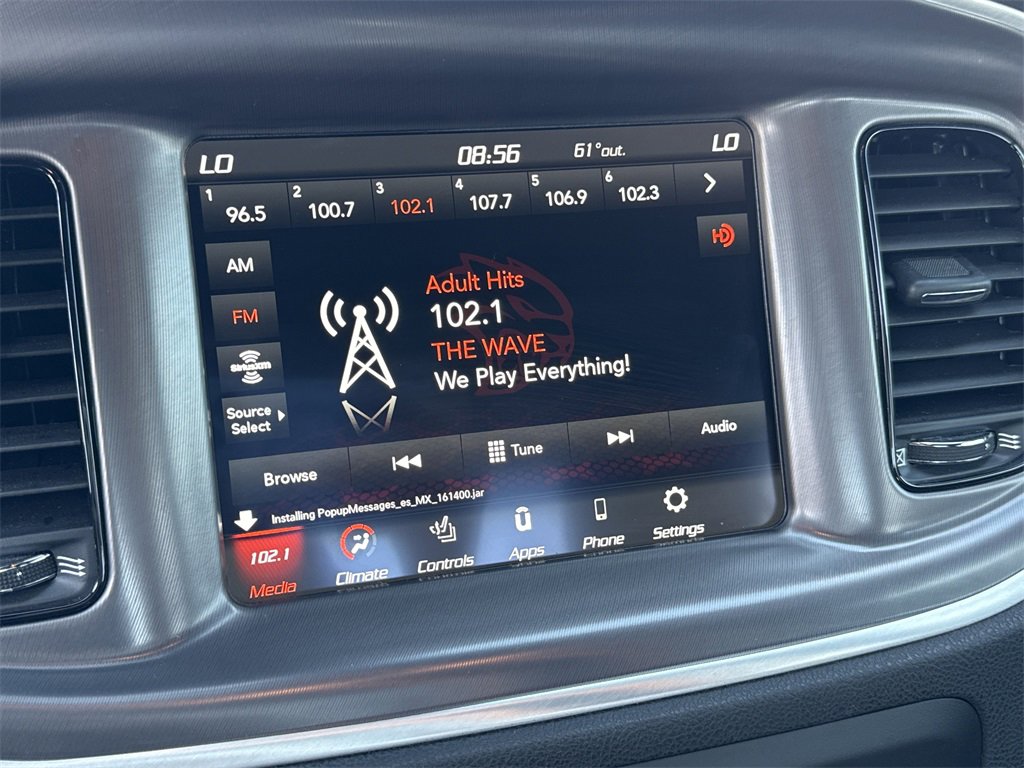 LO 08:56 61°out. LO
1 96.5 2 100.7 3 102.1 4 107.7 5 106.9 6 102.3
AM
HD
FM
SiriusXM
Source
Select
Adult Hits
102.1
THE WAVE
We Play Everything!
Browse Tune Audio
Installing PopupMessages_es_MX_161400.jar
102.1
Media Climate Controls Apps Phone Settings